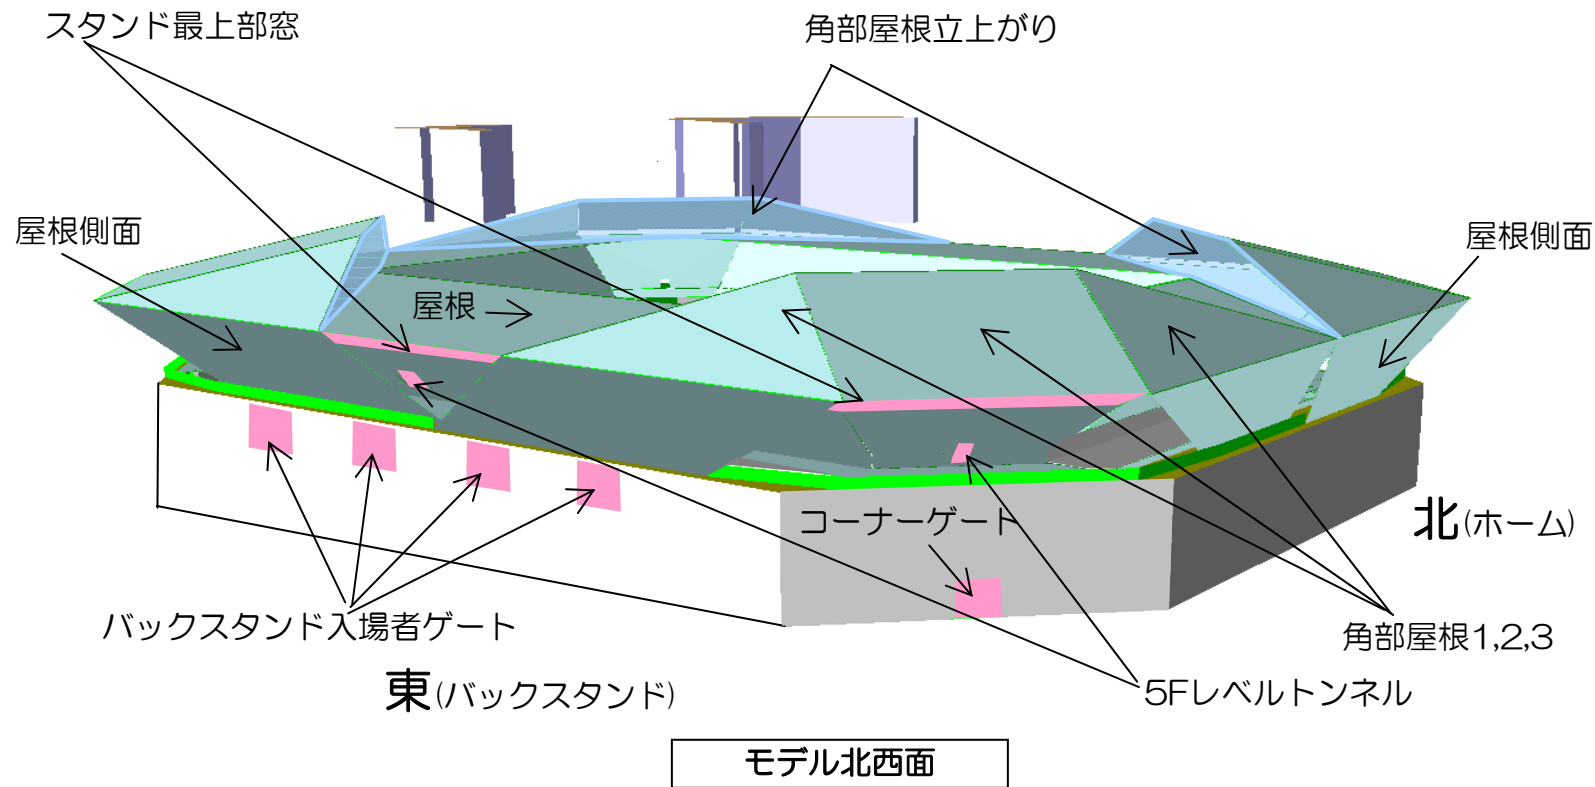 スタンド最上部窓
角部屋根立上がり
屋根側面
屋根側面
屋根
コーナーゲート
北(ホーム)
バックスタンド入場者ゲート
角部屋根1,2,3
東(バックスタンド)
5Fレベルトンネル
モデル北西面